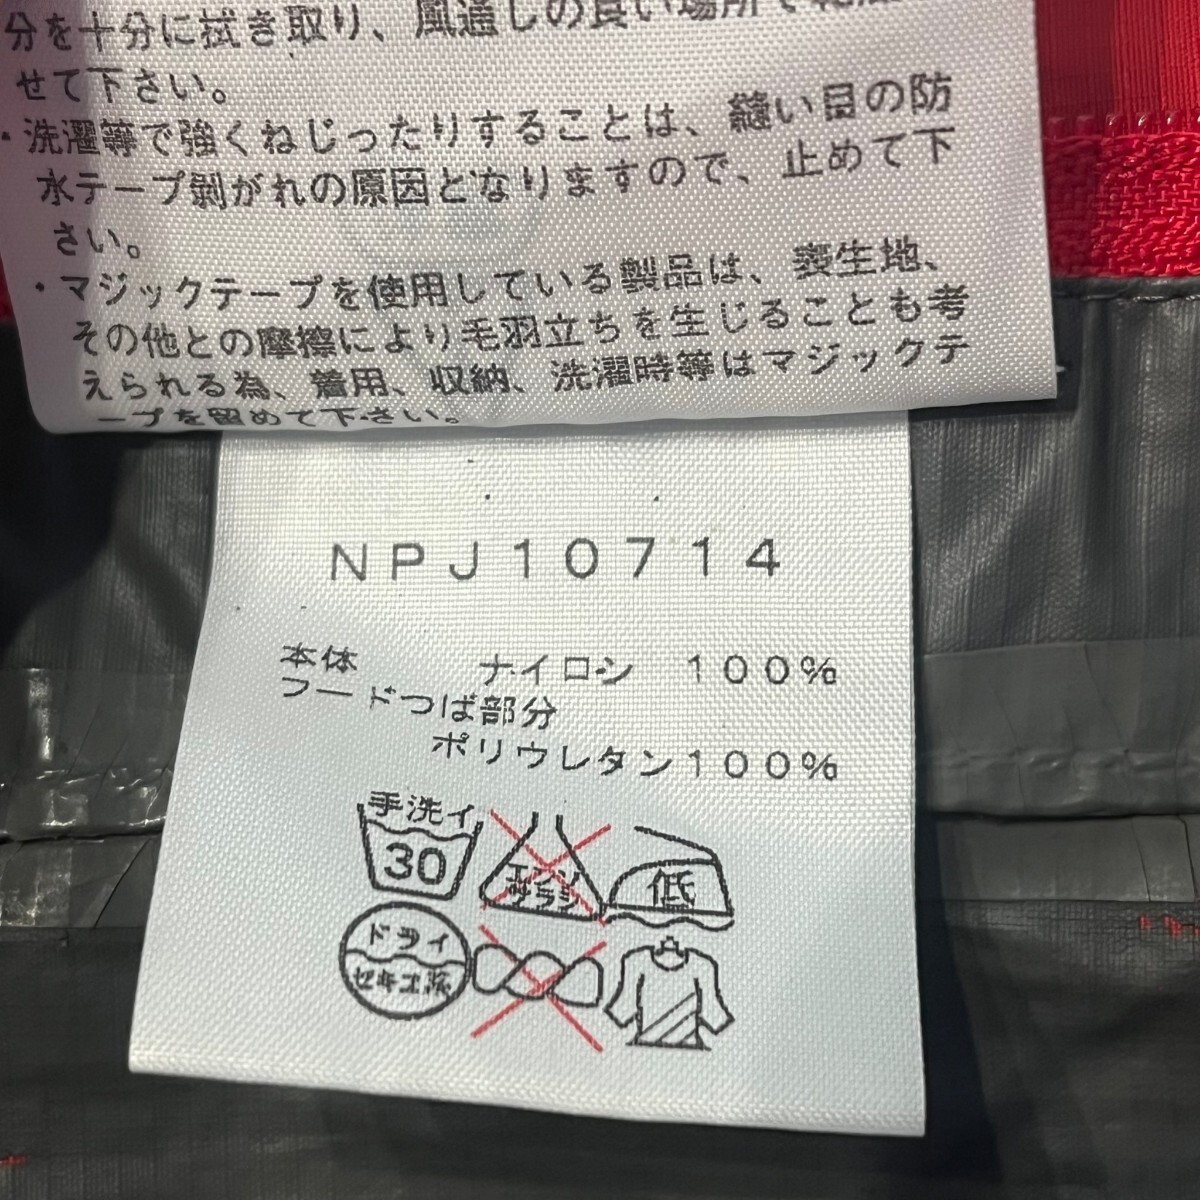 分を十分に拭き取り、風通しの良い場所で
せて下さい。
・洗濯等で強くねじったりすることは、縫い目の防
水テープ剥がれの原因となりますので、止めて下
さい。
・マジックテープを使用している製品は、表生地、
その他との摩擦により毛羽立ちを生じることも考
えられる為、着用、収納、洗濯時等はマジックテ
ープを留めて下さい。
NPJ10714
本体 ナイロン 100%
フードつば部分
ポリウレタン100%
手洗イ
30
エンソ
サラシ
低
ドライ
セキユ系